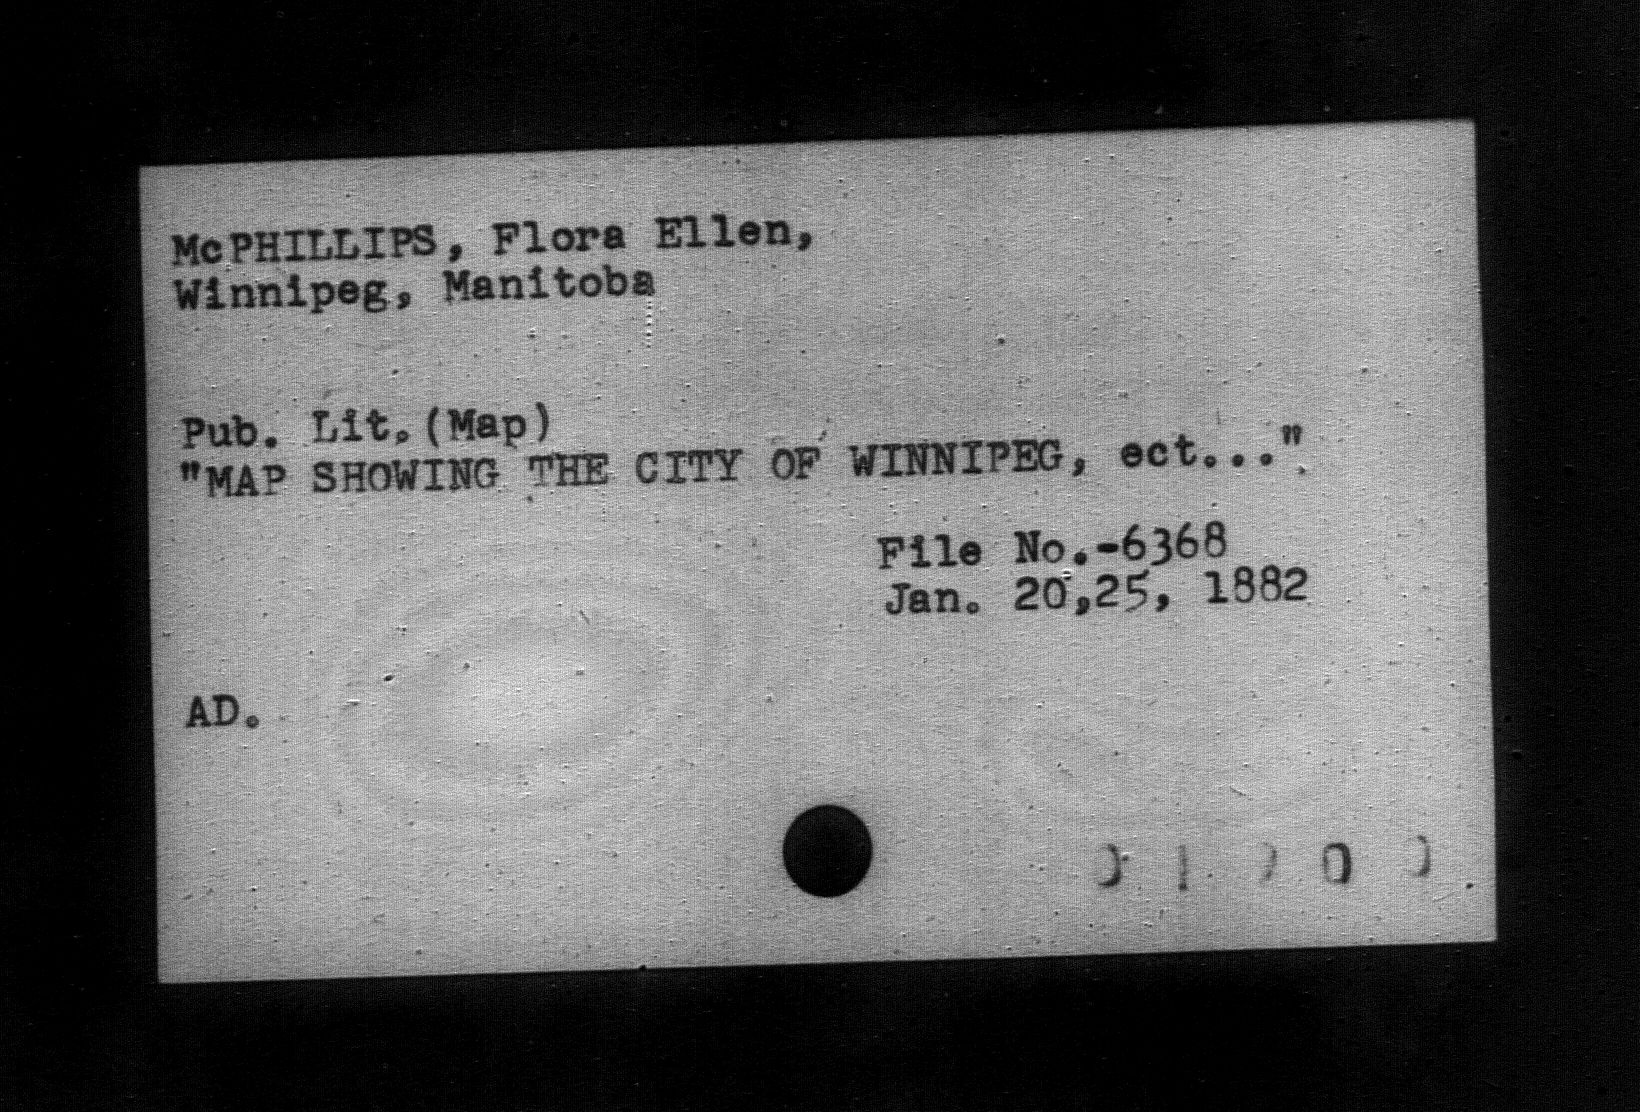 McPHILLIPS, Flora Ellen,
Winnipeg, Manitoba
Pub. Lit.(Map)
"MAP SHOWING THE CITY OF WINNIPEG, ect..."
File No.-6368
Jan. 20,25, 1882
AD.